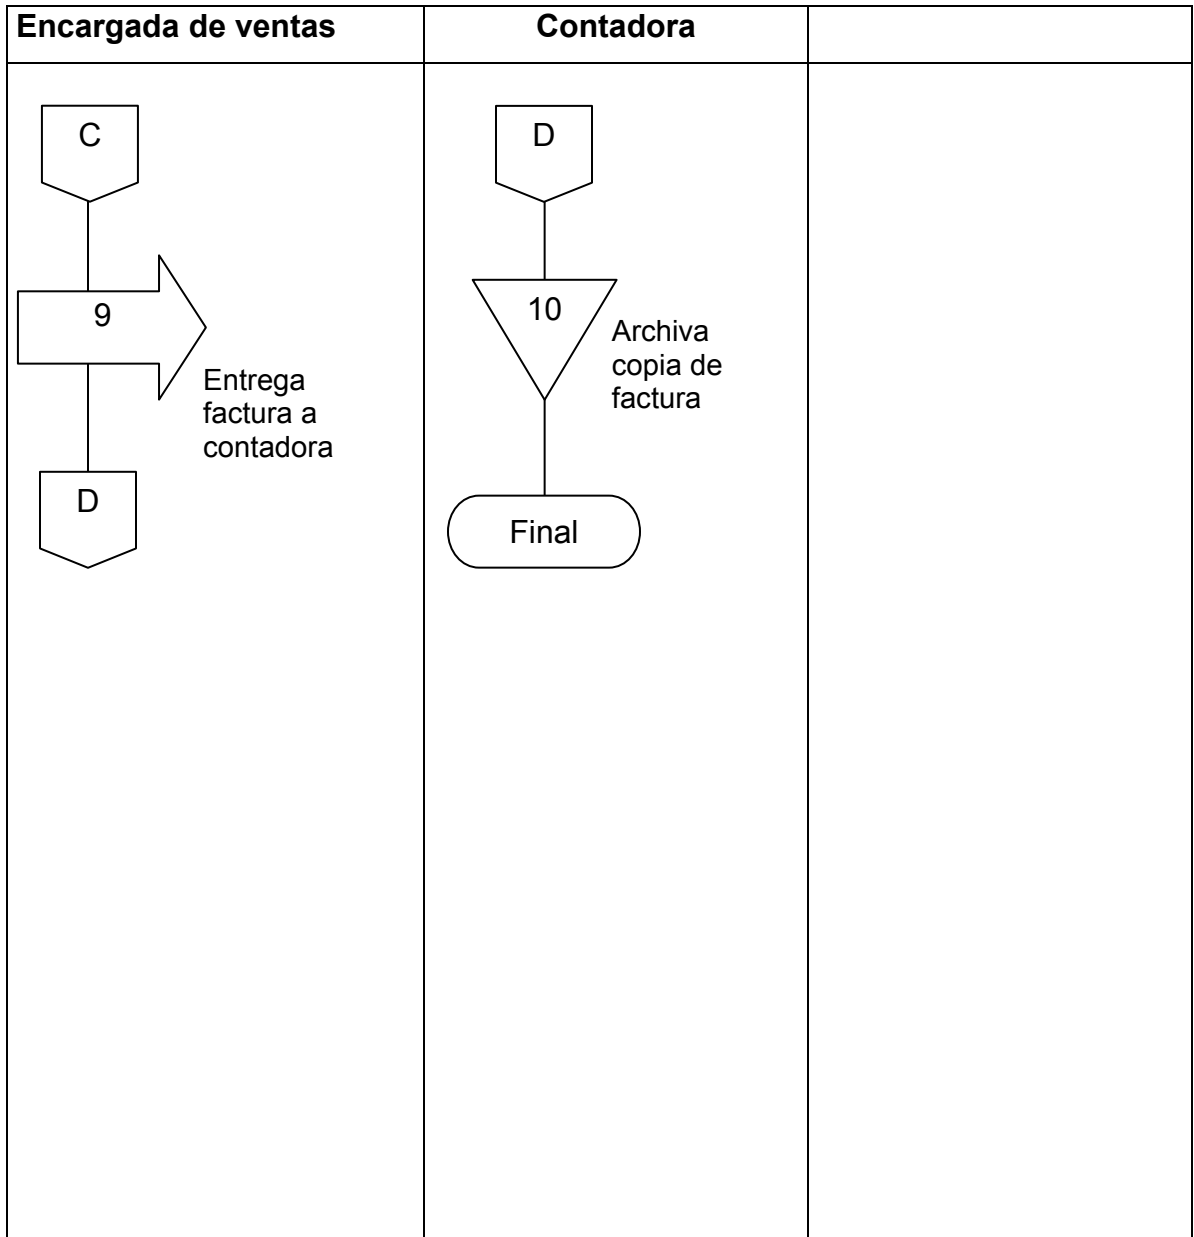 Encargada de ventas
Contadora
C
9
Entrega
factura a
contadora
D
D
10
Archiva
copia de
factura
Final